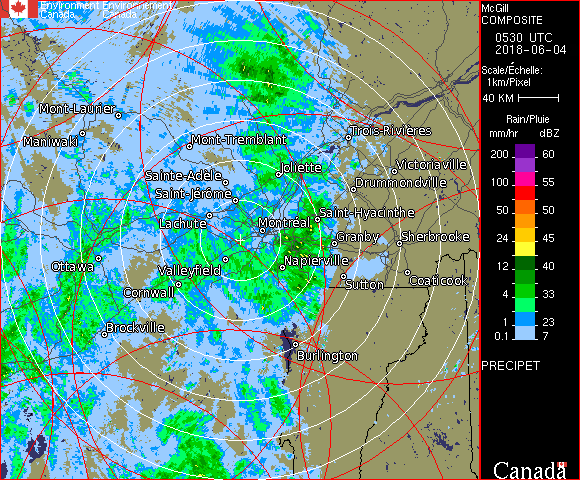 Environment Environnement
Canada Canada
McGill
COMPOSITE
0530 UTC
2018-06-04
Scale/Échelle:
1km/Pixel
40 KM
Rain/Pluie
mm/hr dBZ
200 60
100 55
50 50
24 45
12 40
4 33
1 23
0.1 7
PRECIPET
Canada
Mont-Laurier
Maniwaki
Mont-Tremblant
Trois-Rivières
Joliette
Victoriaville
Sainte-Adèle
Drummondville
Saint-Jérôme
Saint-Hyacinthe
Lachute
Montréal
Granby
Sherbrooke
Ottawa
Valleyfield
Napierville
Sutton
Coaticook
Cornwall
Brockville
Burlington